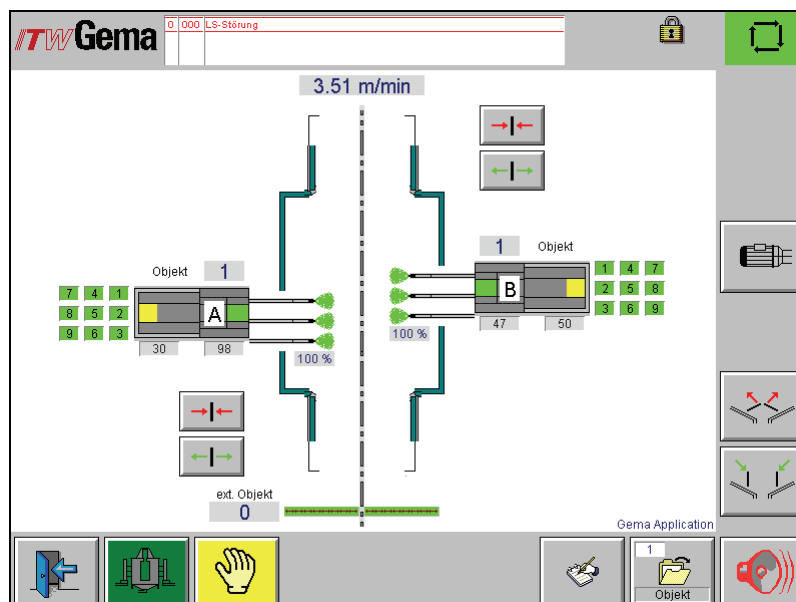 ITWGema
0 000 LS-Störung
3.51 m/min
1 Objekt
1 4 7
2 5 8
3 6 9
B
47 50
100 %
Objekt 1
7 4 1
8 5 2
9 6 3
A
30 98
100 %
ext. Objekt
0
Gema Application
1
Objekt